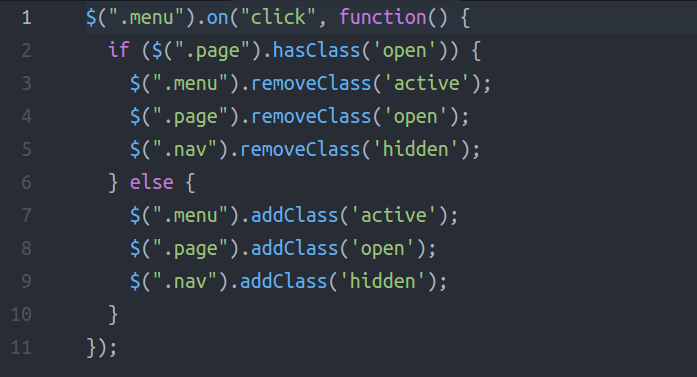 1 $(".menu").on("click", function() {
2 if ($(".page").hasClass('open')) {
3 $(".menu").removeClass('active');
4 $(".page").removeClass('open');
5 $(".nav").removeClass('hidden');
6 } else {
7 $(".menu").addClass('active');
8 $(".page").addClass('open');
9 $(".nav").addClass('hidden');
10 }
11 });